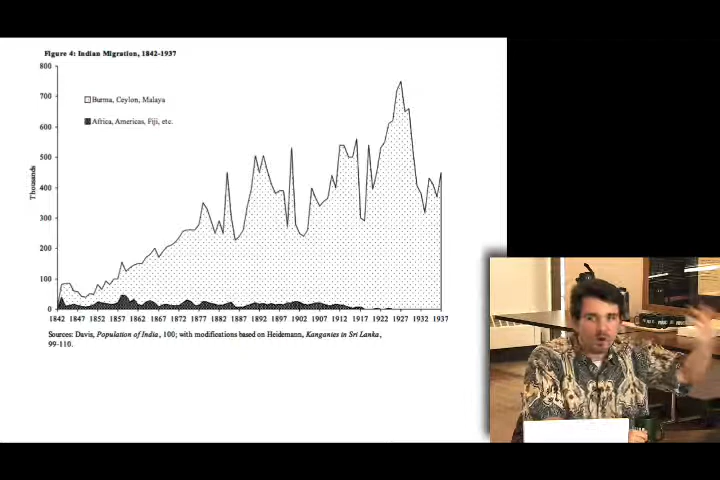 Figure 4: Indian Migration, 1842-1937
800
700
600
500
400
300
200
100
0
Thousands
Burma, Ceylon, Malaya
Africa, Americas, Fiji, etc.
1842 1847 1852 1857 1862 1867 1872 1877 1882 1887 1892 1897 1902 1907 1912 1917 1922 1927 1932 1937
Sources: Davis, Population of India, 100; with modifications based on Heidemann, Kanganies in Sri Lanka,
99-110.